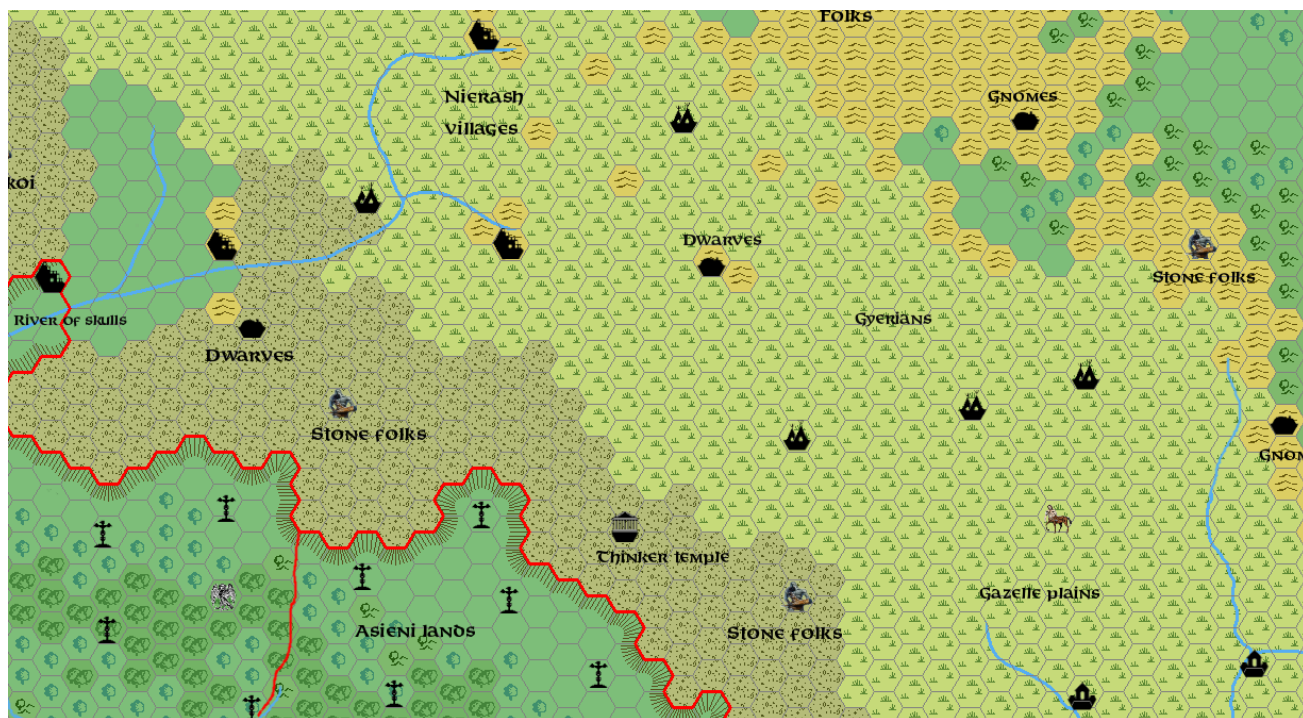 Folks
Nierash
villages
Gnomes
koi
Dwarves
Stone folks
River of skulls
Gyerians
Dwarves
Stone folks
Gnom
Thinker temple
Gazelle plains
Asieni lands
Stone folks